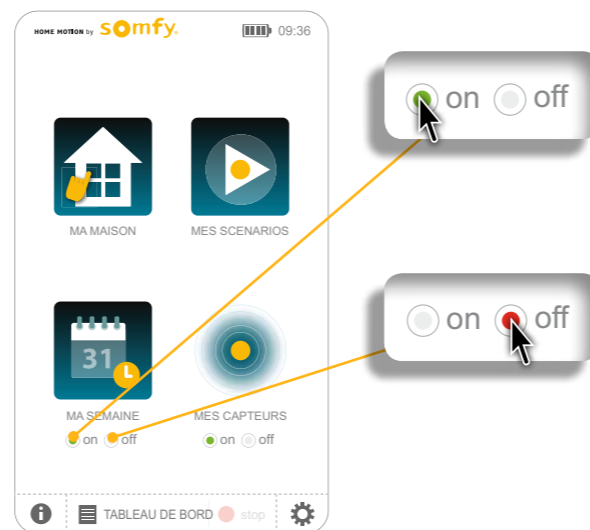 HOME MOTION by somfy. 09:36
MA MAISON MES SCENARIOS
31
MA SEMAINE MES CAPTEURS
on off on off
i TABLEAU DE BORD stop
on off
on off